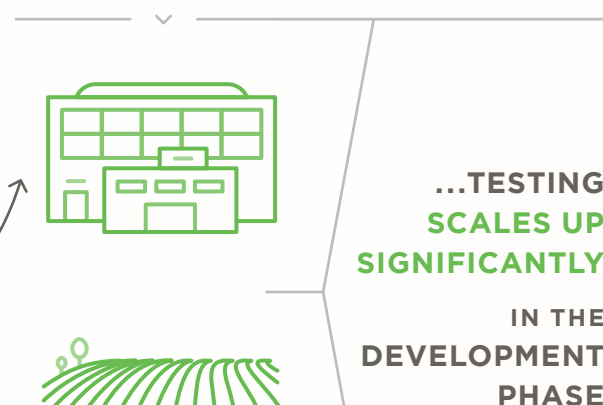 ...TESTING
SCALES UP
SIGNIFICANTLY
IN THE
DEVELOPMENT
PHASE